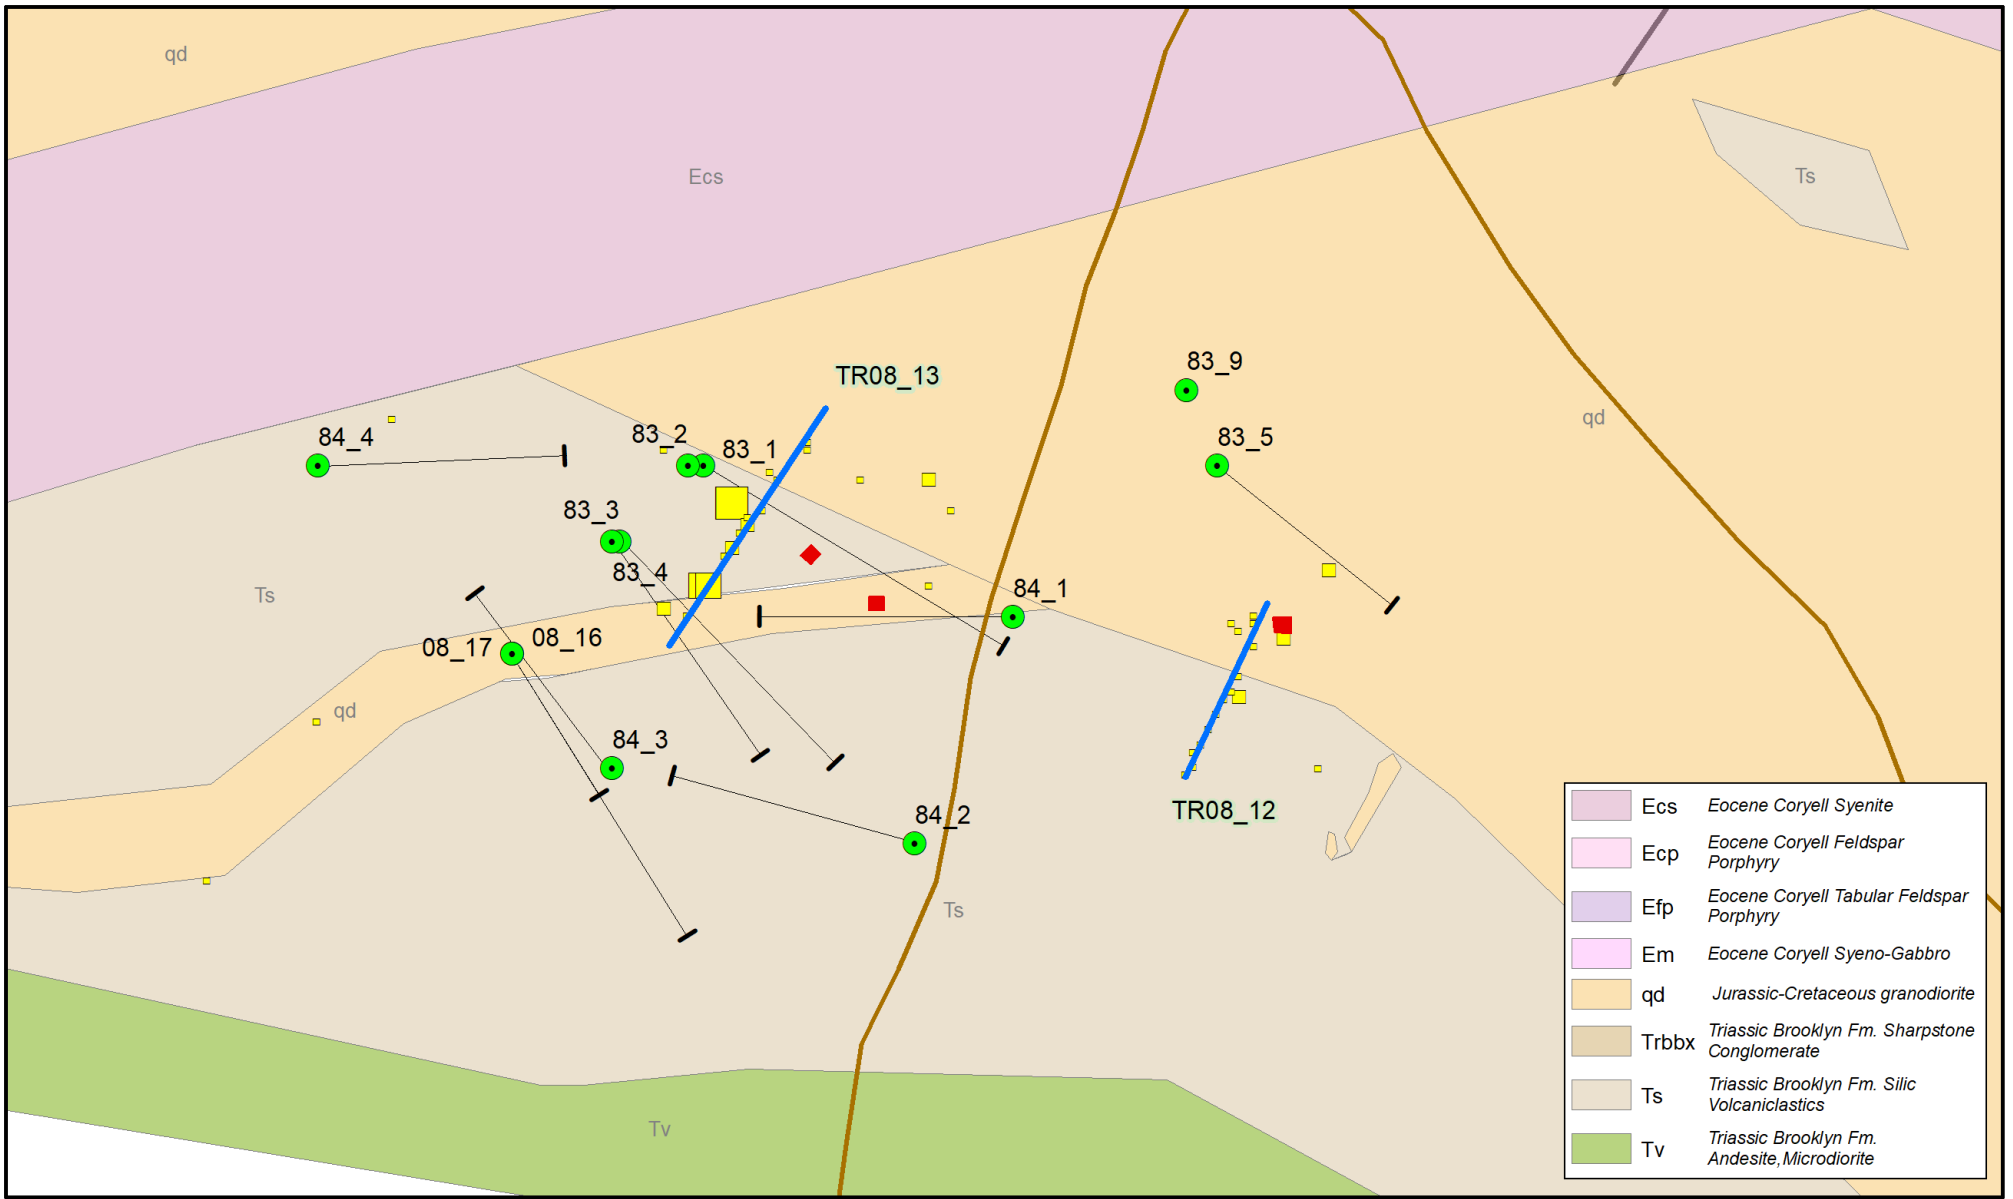 qd
Ecs
Ts
83_9
TR08_13
qd
84_4
83_2
83_1
83_5
83_3
83_4
84_1
Ts
08_17
08_16
qd
84_3
84_2
TR08_12
Ts
Tv
Ecs Eocene Coryell Syenite
Ecp Eocene Coryell Feldspar
Porphyry
Efp Eocene Coryell Tabular Feldspar
Porphyry
Em Eocene Coryell Syeno-Gabbro
qd Jurassic-Cretaceous granodiorite
Trbbx Triassic Brooklyn Fm. Sharpstone
Conglomerate
Ts Triassic Brooklyn Fm. Silic
Volcaniclastics
Tv Triassic Brooklyn Fm.
Andesite,Microdiorite